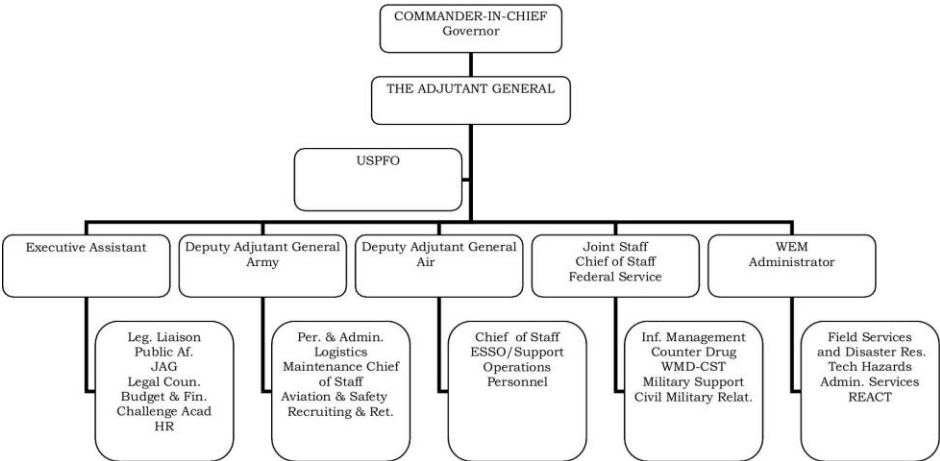 COMMANDER-IN-CHIEF
Governor
THE ADJUTANT GENERAL
USPFO
Executive Assistant
Deputy Adjutant General
Army
Deputy Adjutant General
Air
Joint Staff
Chief of Staff
Federal Service
WEM
Administrator
Leg. Liaison
Public Af.
JAG
Legal Coun.
Budget & Fin.
Challenge Acad
HR
Per. & Admin.
Logistics
Maintenance Chief
of Staff
Aviation & Safety
Recruiting & Ret.
Chief of Staff
ESSO/Support
Operations
Personnel
Inf. Management
Counter Drug
WMD-CST
Military Support
Civil Military Relat.
Field Services
and Disaster Res.
Tech Hazards
Admin. Services
REACT